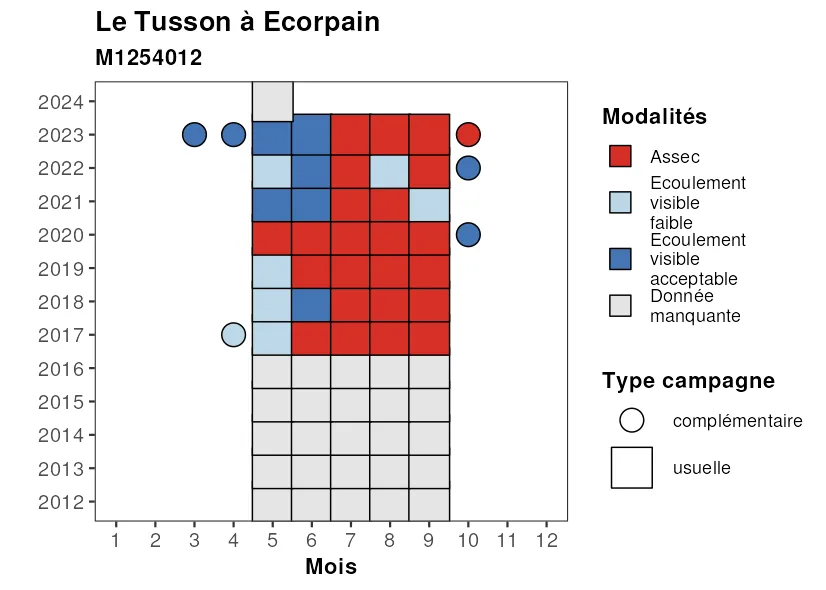 Le Tusson à Ecorpain
M1254012
2024
2023
2022
2021
2020
2019
2018
2017
2016
2015
2014
2013
2012
1 2 3 4 5 6 7 8 9 10 11 12
Mois
Modalités
Assec
Ecoulement
visible
faible
Ecoulement
visible
acceptable
Donnée
manquante
Type campagne
complémentaire
usuelle